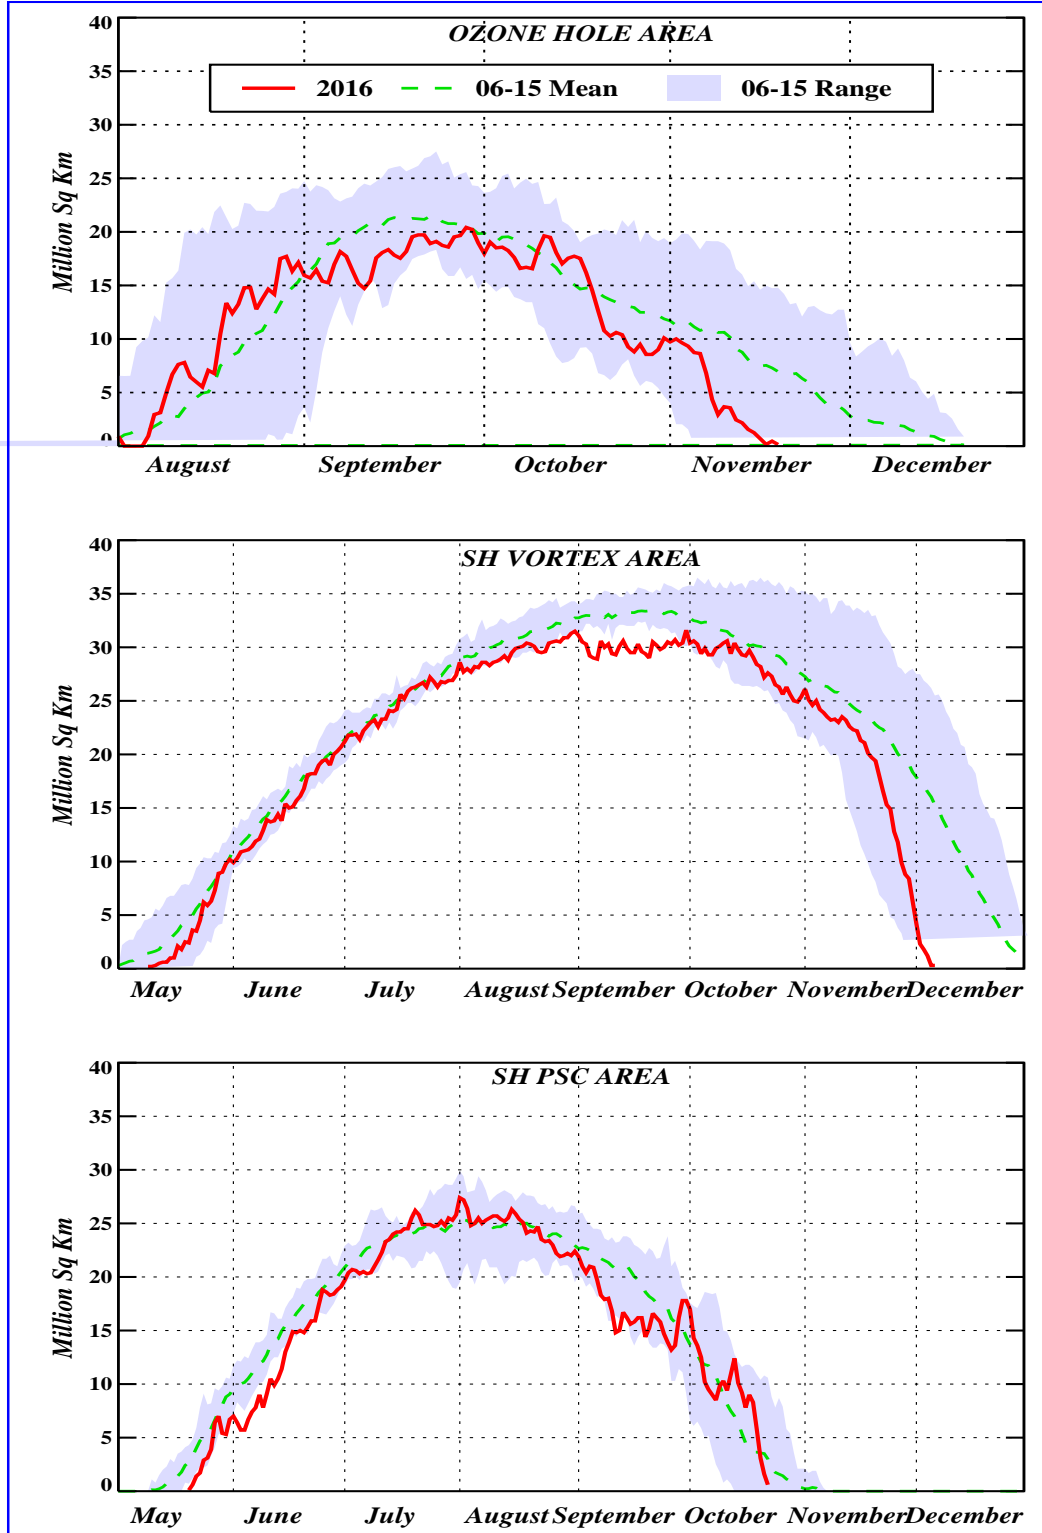 OZONE HOLE AREA
2016 06-15 Mean 06-15 Range
40
35
30
25
20
15
10
5
0
Million Sq Km
August September October November December
SH VORTEX AREA
40
35
30
25
20
15
10
5
0
Million Sq Km
May June July August September October November December
SH PSC AREA
40
35
30
25
20
15
10
5
0
Million Sq Km
May June July August September October November December